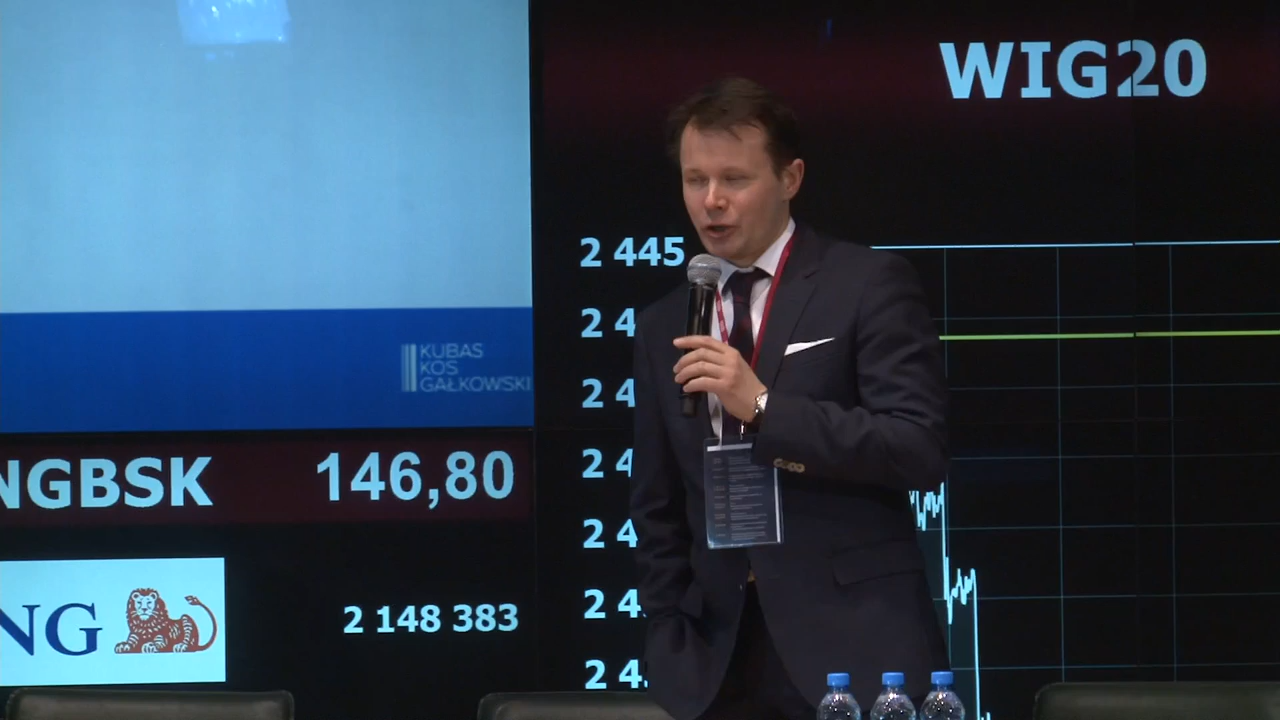 WIG20
2 445
2 4
2 4
2 4
2 4
2 4
2 4
KUBAS
KOS
GAŁKOWSKI
NGBSK 146,80
NG
2 148 383